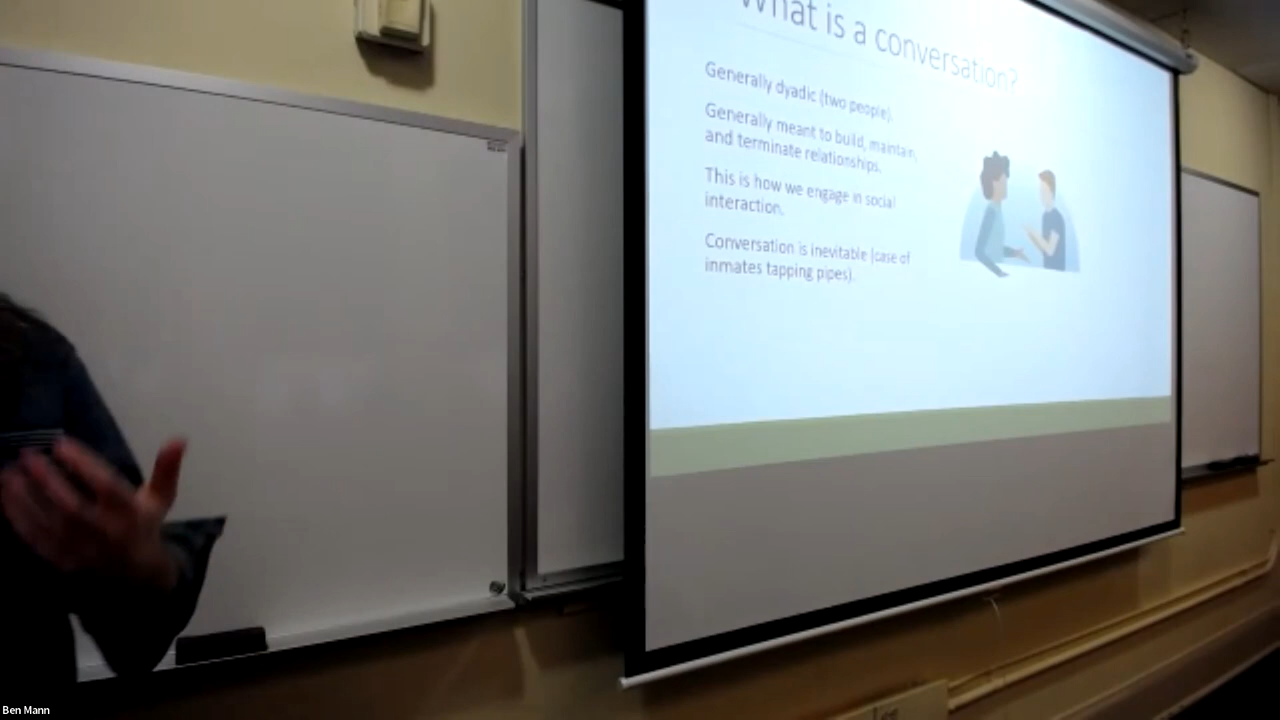 What is a conversation?
Generally dyadic (two people).
Generally meant to build, maintain,
and terminate relationships.
This is how we engage in social
interaction.
Conversation is inevitable (case of
inmates tapping pipes).
Ben Mann